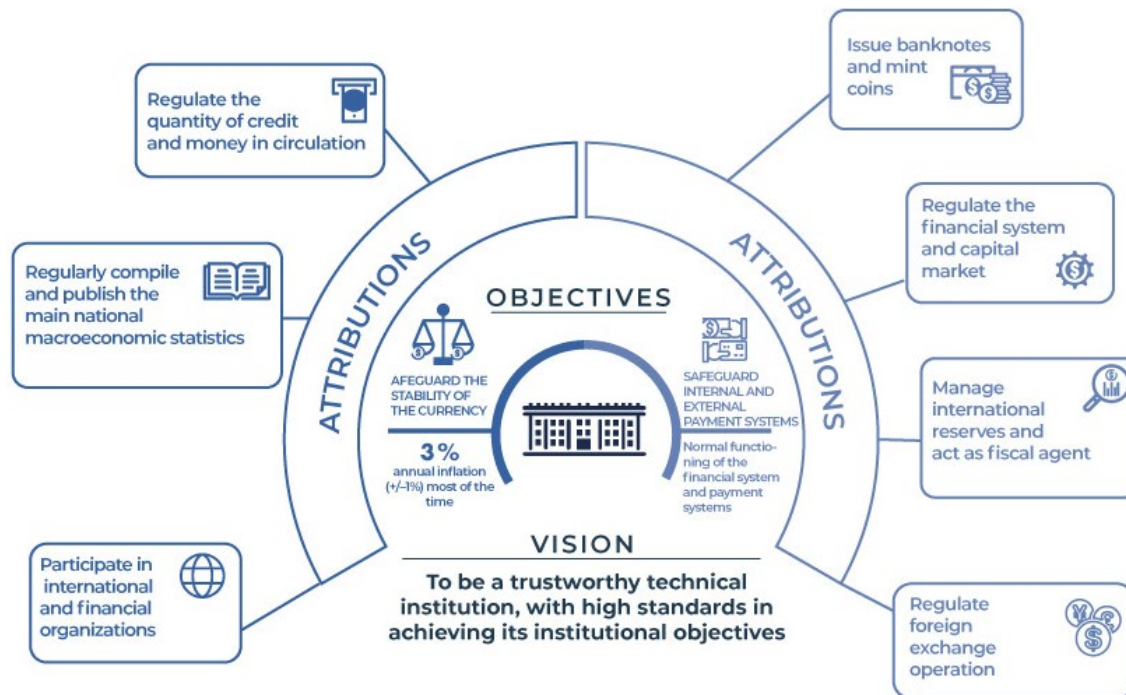 Regulate the
quantity of credit
and money in circulation
Regularly compile
and publish the
main national
macroeconomic statistics
Participate in
international
and financial
organizations
ATTRIBUTIONS
ATTRIBUTIONS
OBJECTIVES
AFEGUARD THE
STABILITY OF
THE CURRENCY
3%
annual inflation
(+/–1%) most of the
time
SAFEGUARD
INTERNAL AND
EXTERNAL
PAYMENT SYSTEMS
Normal functio-
ning of the
financial system
and payment
systems
VISION
To be a trustworthy technical
institution, with high standards in
achieving its institutional objectives
Issue banknotes
and mint
coins
Regulate the
financial system
and capital
market
Manage
international
reserves and
act as fiscal agent
Regulate
foreign
exchange
operation